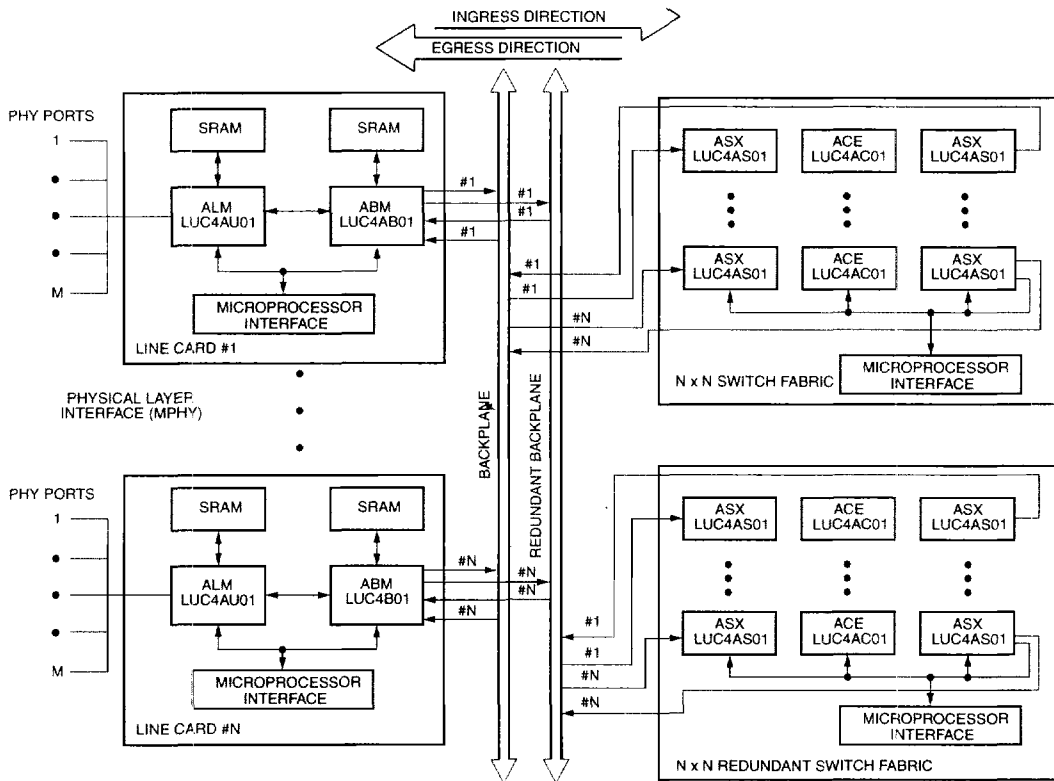 INGRESS DIRECTION
EGRESS DIRECTION
PHY PORTS
1
M
SRAM
SRAM
ALM
LUC4AU01
ABM
LUC4AB01
MICROPROCESSOR
INTERFACE
LINE CARD #1
#1
#1
#1
#1
PHYSICAL LAYER
INTERFACE (MPHY)
BACKPLANE
REDUNDANT BACKPLANE
#1
#1
#N
#N
ASX
LUC4AS01
ACE
LUC4AC01
ASX
LUC4AS01
ASX
LUC4AS01
ACE
LUC4AC01
ASX
LUC4AS01
MICROPROCESSOR
INTERFACE
N x N SWITCH FABRIC
PHY PORTS
1
M
SRAM
SRAM
ALM
LUC4AU01
ABM
LUC4B01
MICROPROCESSOR
INTERFACE
LINE CARD #N
#N
#N
#N
#N
#1
#1
#N
#N
ASX
LUC4AS01
ACE
LUC4AC01
ASX
LUC4AS01
ASX
LUC4AS01
ACE
LUC4AC01
ASX
LUC4AS01
MICROPROCESSOR
INTERFACE
N x N REDUNDANT SWITCH FABRIC